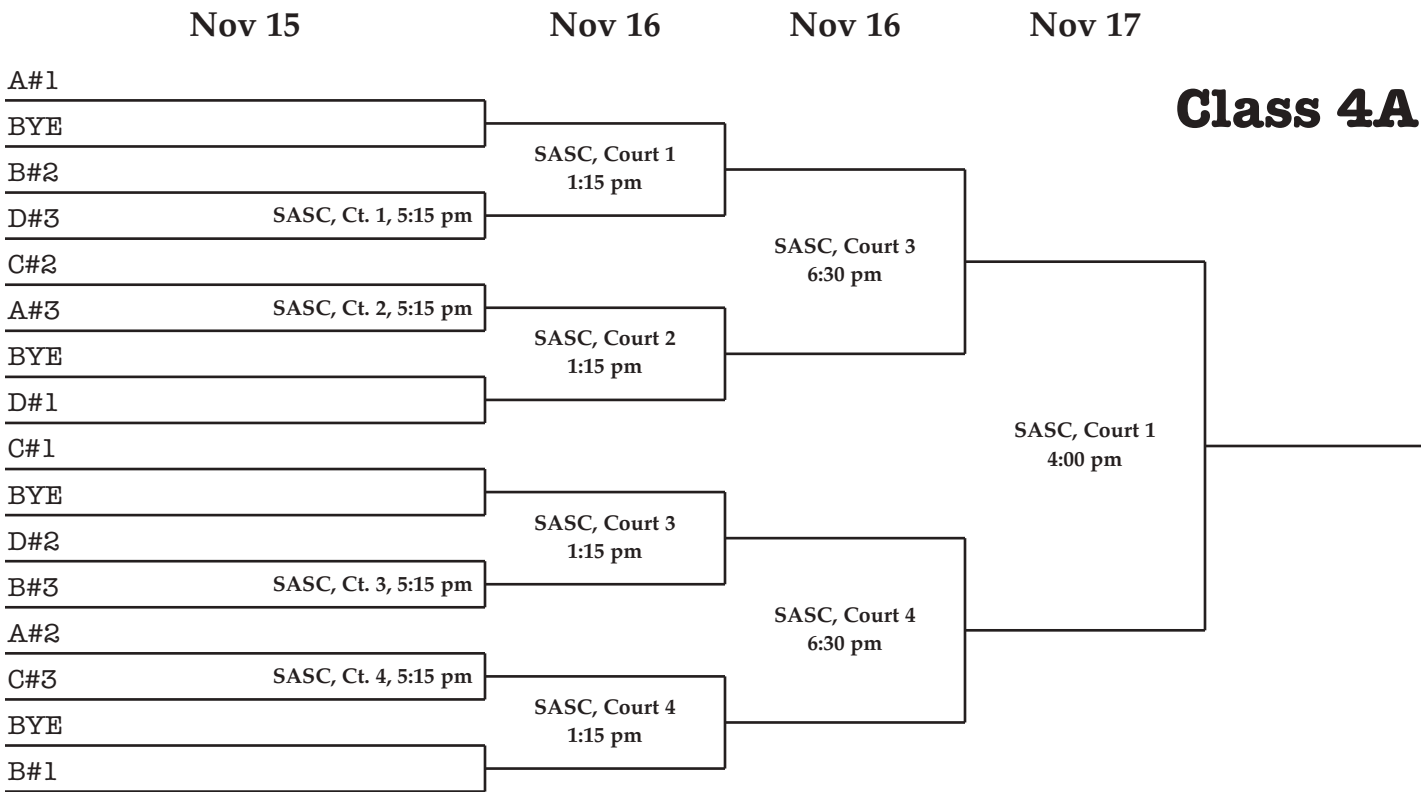 Nov 15 Nov 16 Nov 16 Nov 17
Class 4A
A#1
BYE
B#2
D#3 SASC, Ct. 1, 5:15 pm
C#2
A#3 SASC, Ct. 2, 5:15 pm
BYE
D#1
C#1
BYE
D#2
B#3 SASC, Ct. 3, 5:15 pm
A#2
C#3 SASC, Ct. 4, 5:15 pm
BYE
B#1
SASC, Court 1
1:15 pm
SASC, Court 2
1:15 pm
SASC, Court 3
1:15 pm
SASC, Court 4
1:15 pm
SASC, Court 3
6:30 pm
SASC, Court 4
6:30 pm
SASC, Court 1
4:00 pm